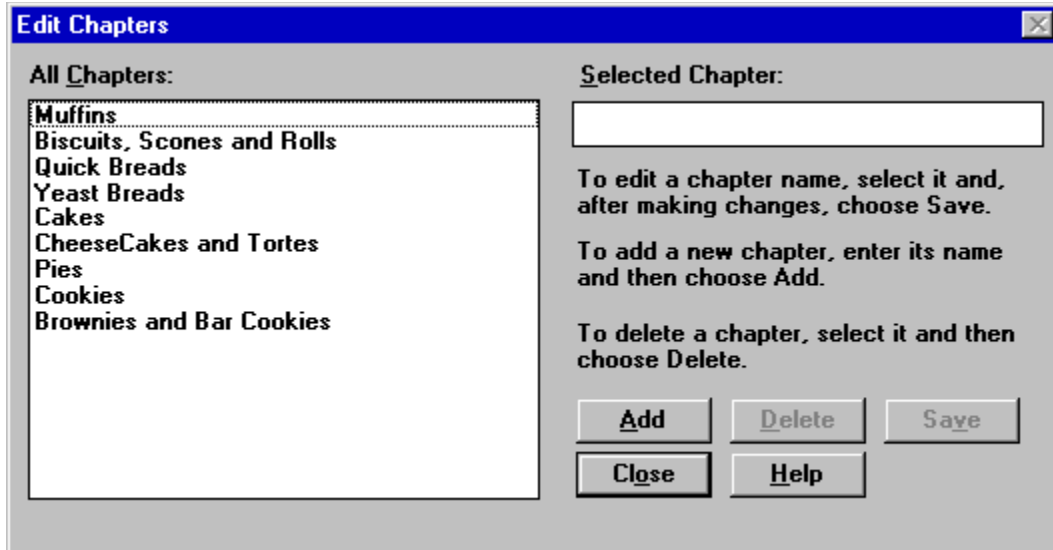 Edit Chapters
All Chapters:
Muffins
Biscuits, Scones and Rolls
Quick Breads
Yeast Breads
Cakes
CheeseCakes and Tortes
Pies
Cookies
Brownies and Bar Cookies
Selected Chapter:
To edit a chapter name, select it and,
after making changes, choose Save.
To add a new chapter, enter its name
and then choose Add.
To delete a chapter, select it and then
choose Delete.
Add
Delete
Save
Close
Help